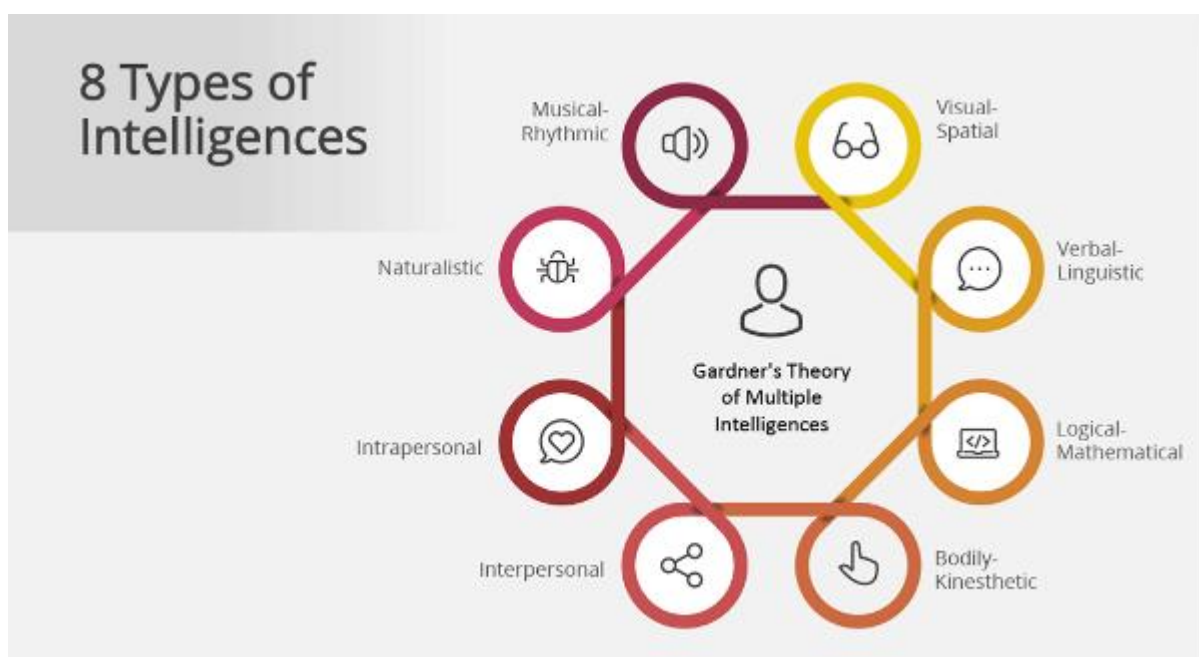 8 Types of
Intelligences
Musical-
Rhythmic
Visual-
Spatial
Naturalistic
Verbal-
Linguistic
Gardner's Theory
of Multiple
Intelligences
Intrapersonal
Logical-
Mathematical
Interpersonal
Bodily-
Kinesthetic